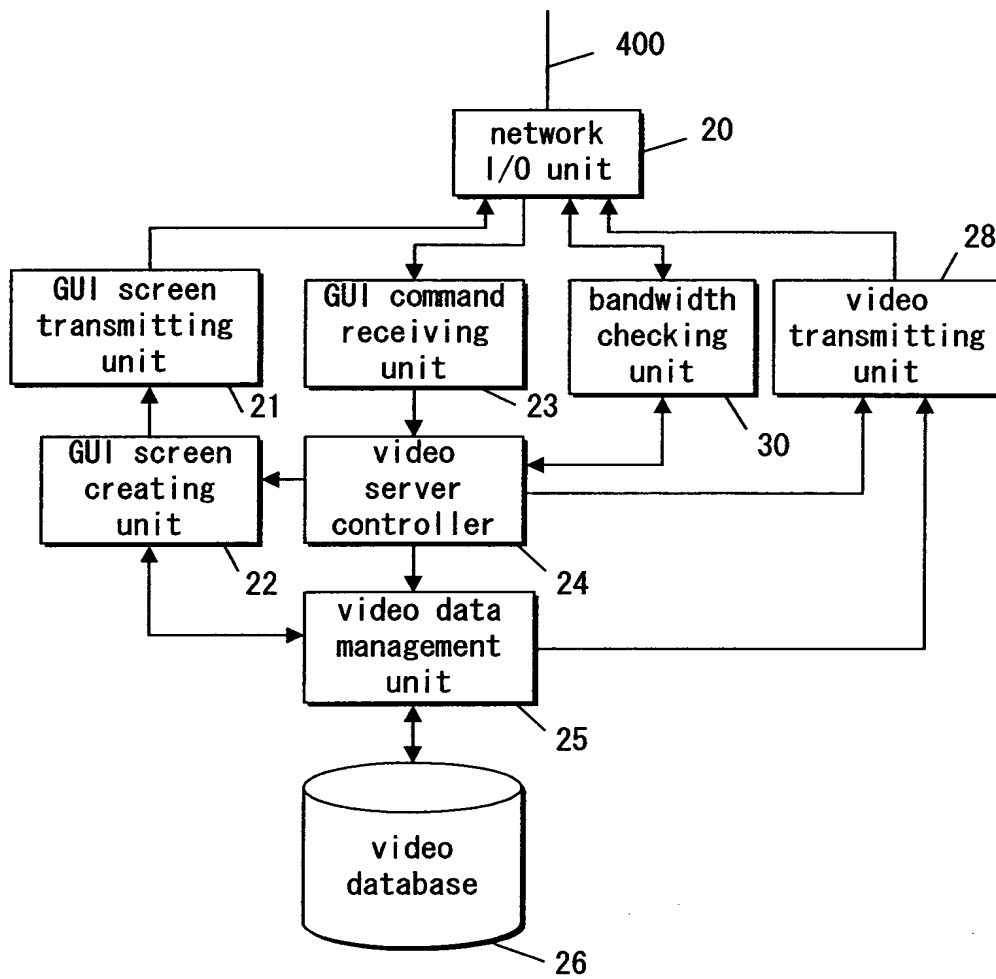 400
network
I/O unit
20
28
GUI screen
transmitting
unit
21
GUI command
receiving
unit
23
bandwidth
checking
unit
30
video
transmitting
unit
GUI screen
creating
unit
22
video
server
controller
24
video data
management
unit
25
video
database
26